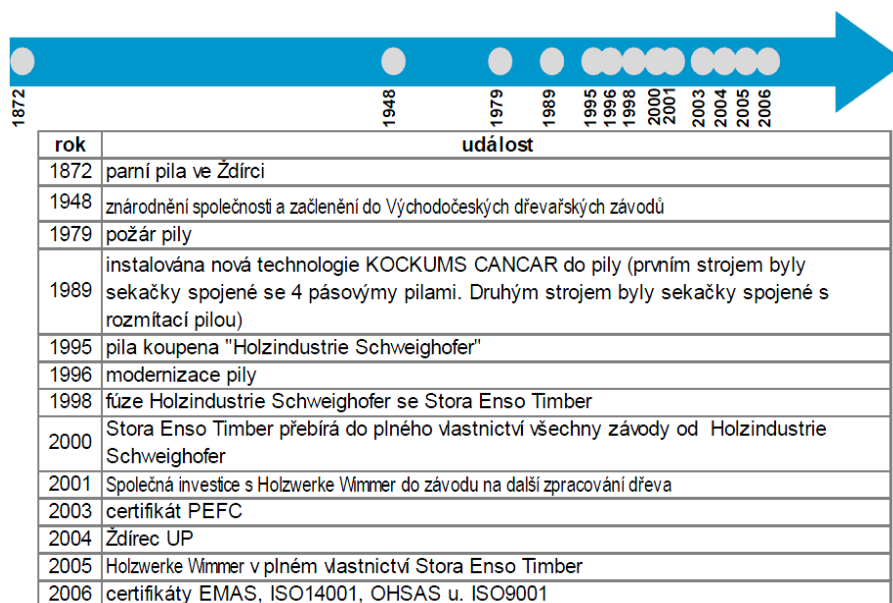 1872 1948 1979 1989 1995 1996 1998 2000 2001 2003 2004 2005 2006
rok událost
1872 parní pila ve Ždírci
1948 znárodnění společnosti a začlenění do Východočeských dřevařských závodů
1979 požár pily
instalována nová technologie KOCKUMS CANCAR do pily (prvním strojem byly
1989 sekačky spojené se 4 pásovýmy pilami. Druhým strojem byly sekačky spojené s
rozmítací pilou)
1995 pila koupena "Holzindustrie Schweighofer"
1996 modernizace pily
1998 fúze Holzindustrie Schweighofer se Stora Enso Timber
2000 Stora Enso Timber přebírá do plného vlastnictví všechny závody od Holzindustrie
Schweighofer
2001 Společná investice s Holzwerke Wimmer do závodu na další zpracování dřeva
2003 certifikát PEFC
2004 Ždírec UP
2005 Holzwerke Wimmer v plném vlastnictví Stora Enso Timber
2006 certifikáty EMAS, ISO14001, OHSAS u. ISO9001